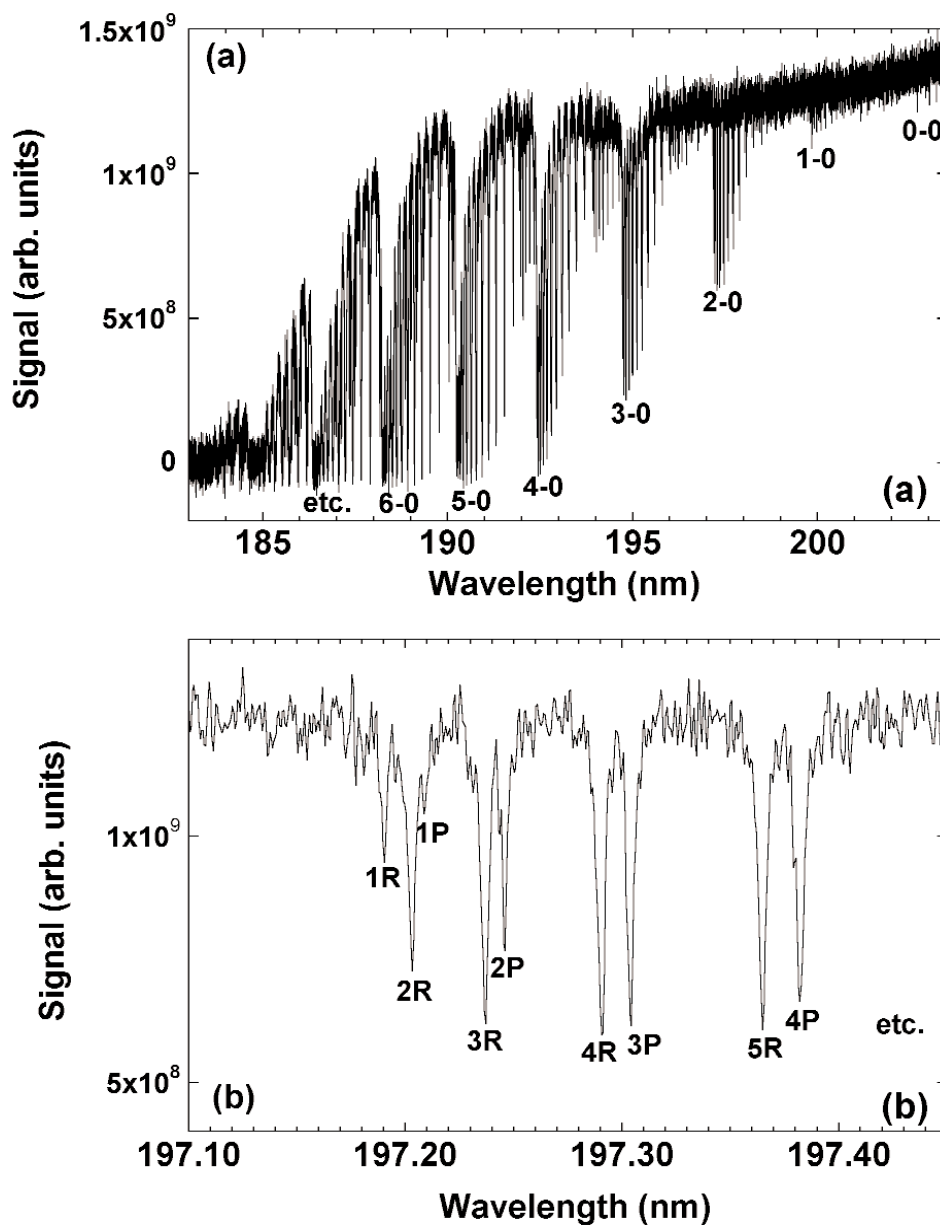 1.5x10⁹
(a)
1x10⁹
5x10⁸
0
Signal (arb. units)
0-0
1-0
2-0
3-0
4-0
5-0
6-0
etc.
(a)
185
190
195
200
Wavelength (nm)
Signal (arb. units)
1x10⁹
5x10⁸
1R
1P
2R
2P
3R
4R
3P
5R
4P
etc.
(b)
(b)
197.10
197.20
197.30
197.40
Wavelength (nm)